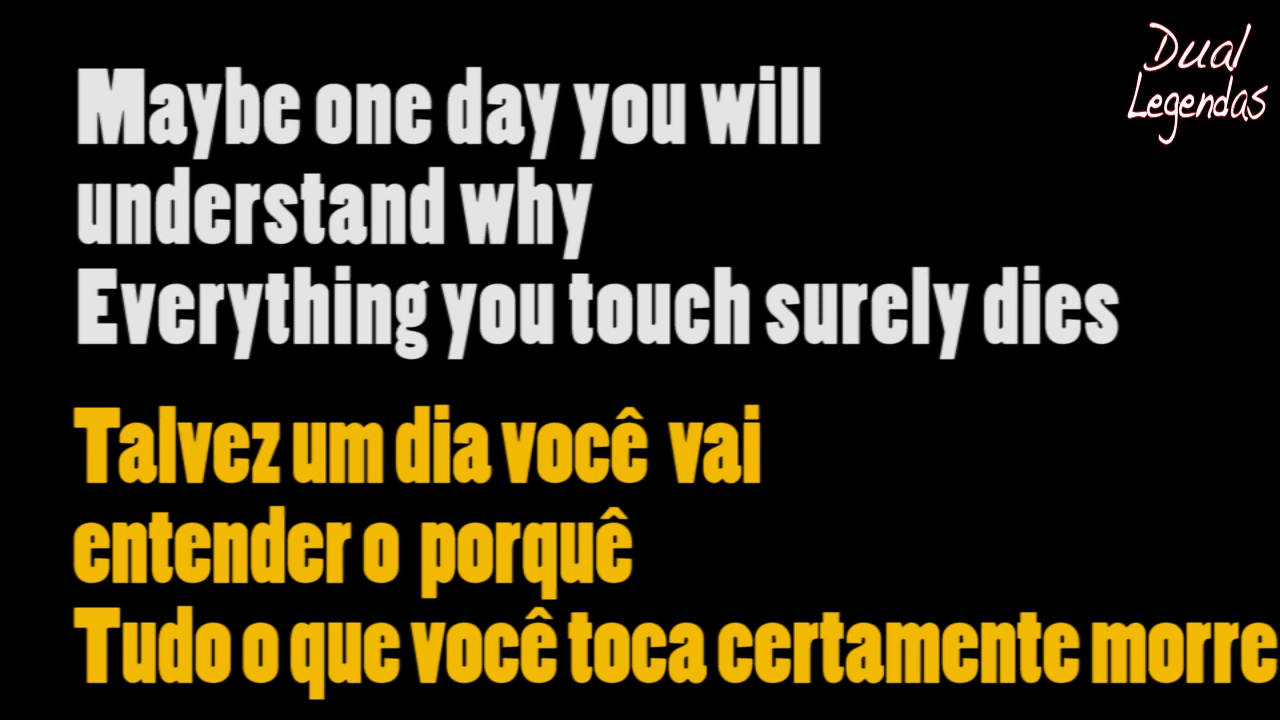 Dual
Legendas
Maybe one day you will
understand why
Everything you touch surely dies
Talvez um dia você vai
entender o porquê
Tudo o que você toca certamente morre